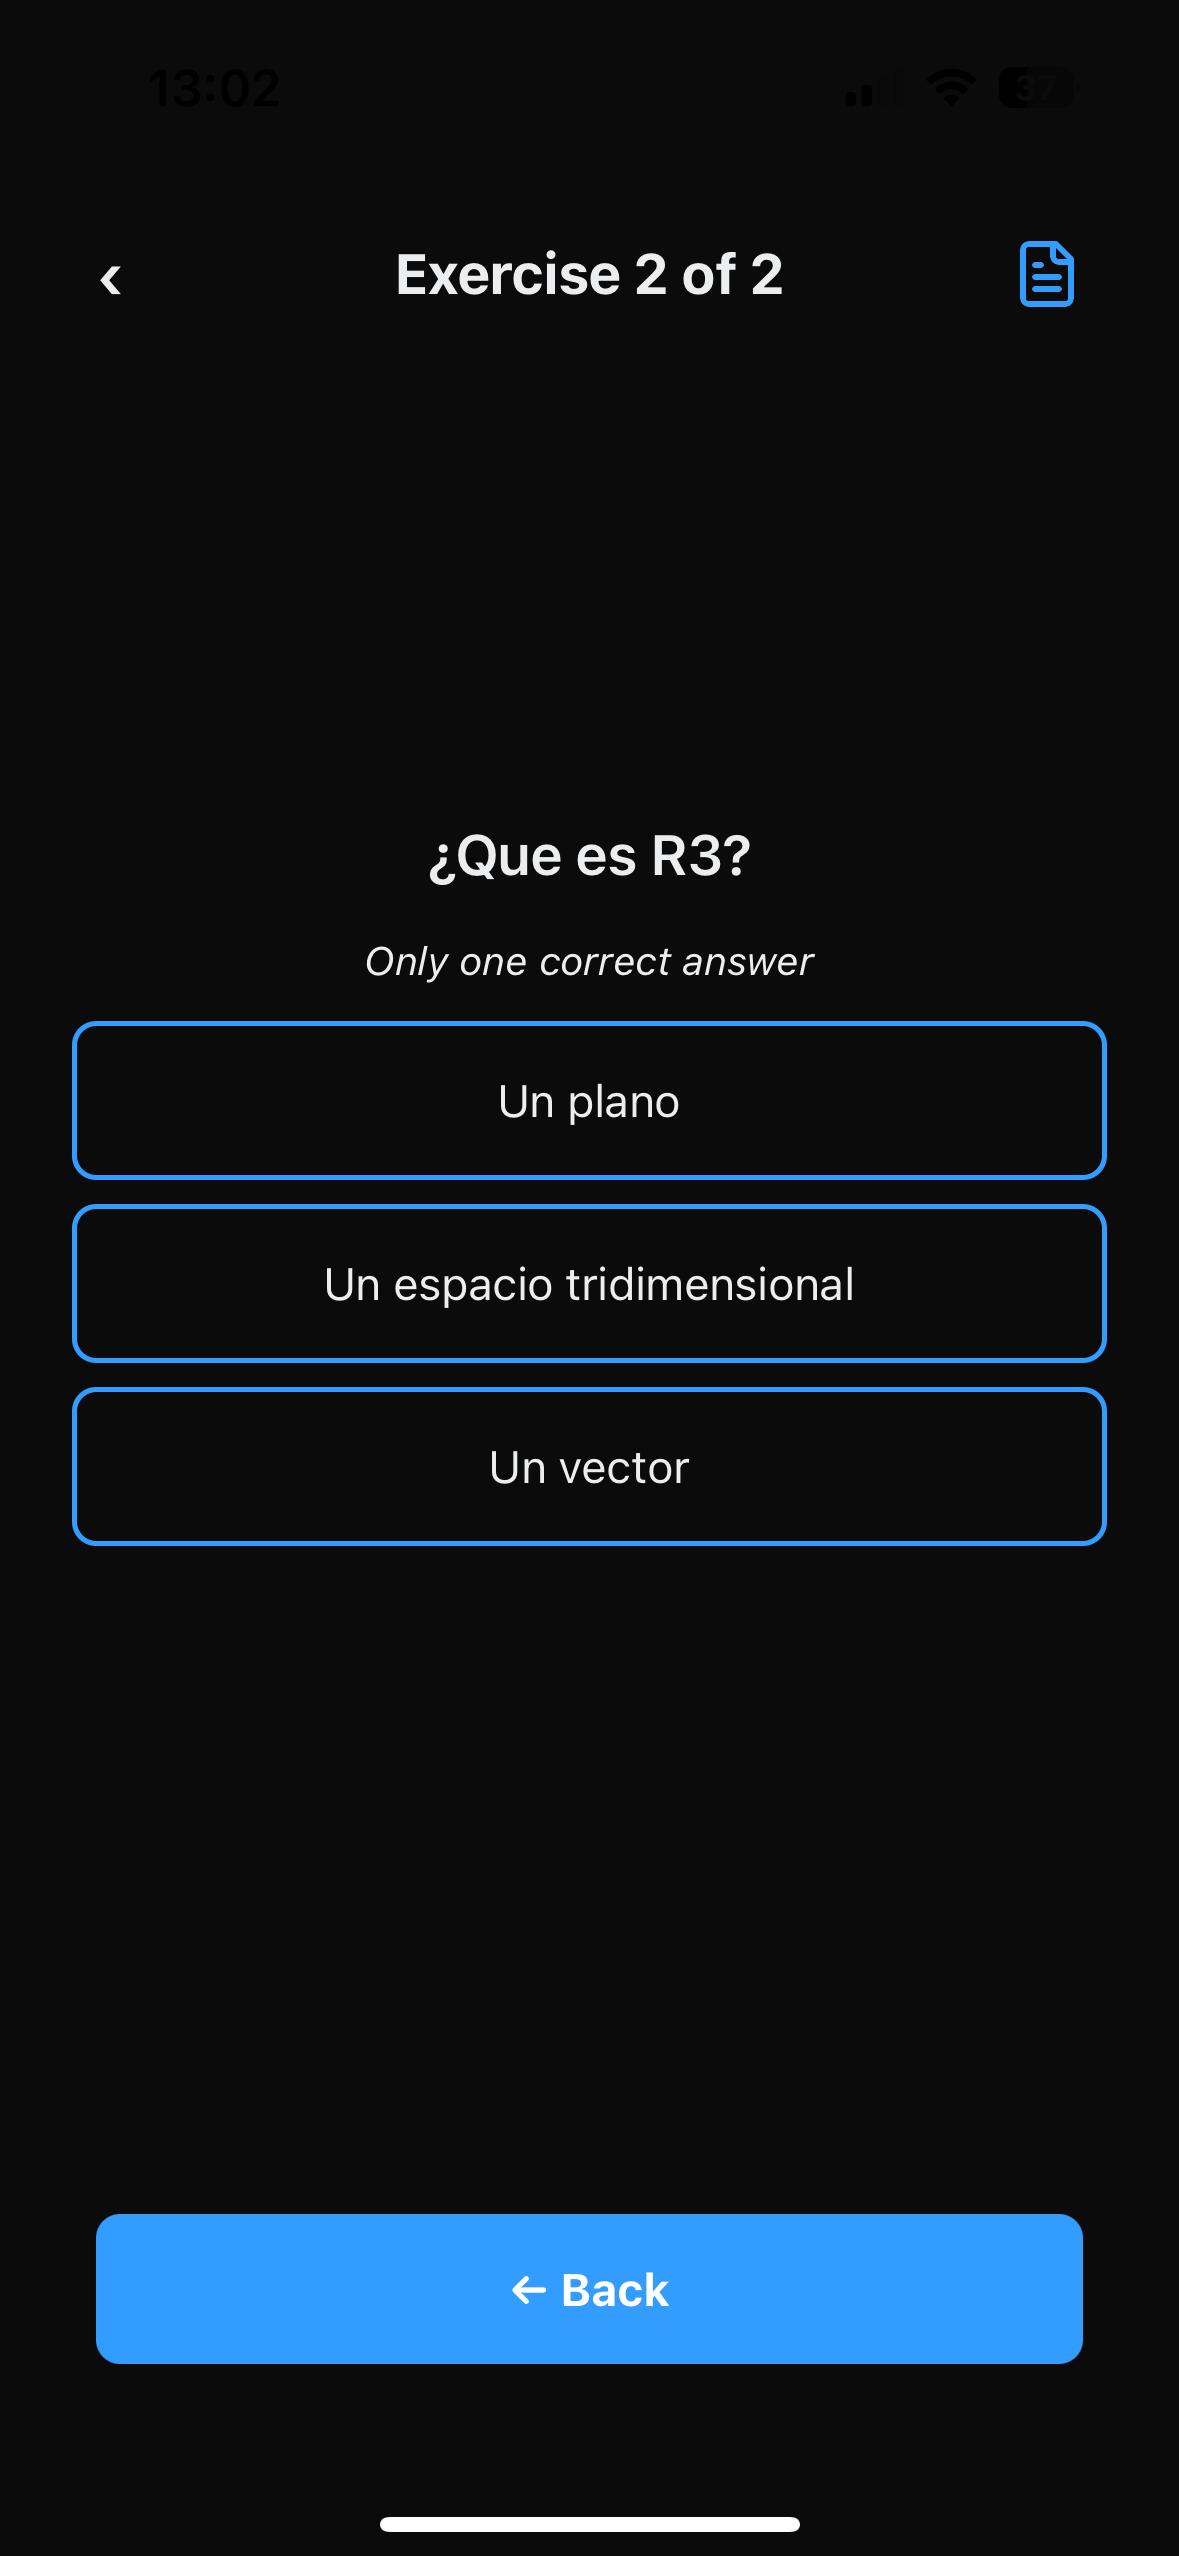 13:02
37
Exercise 2 of 2
¿Que es R3?
Only one correct answer
Un plano
Un espacio tridimensional
Un vector
← Back